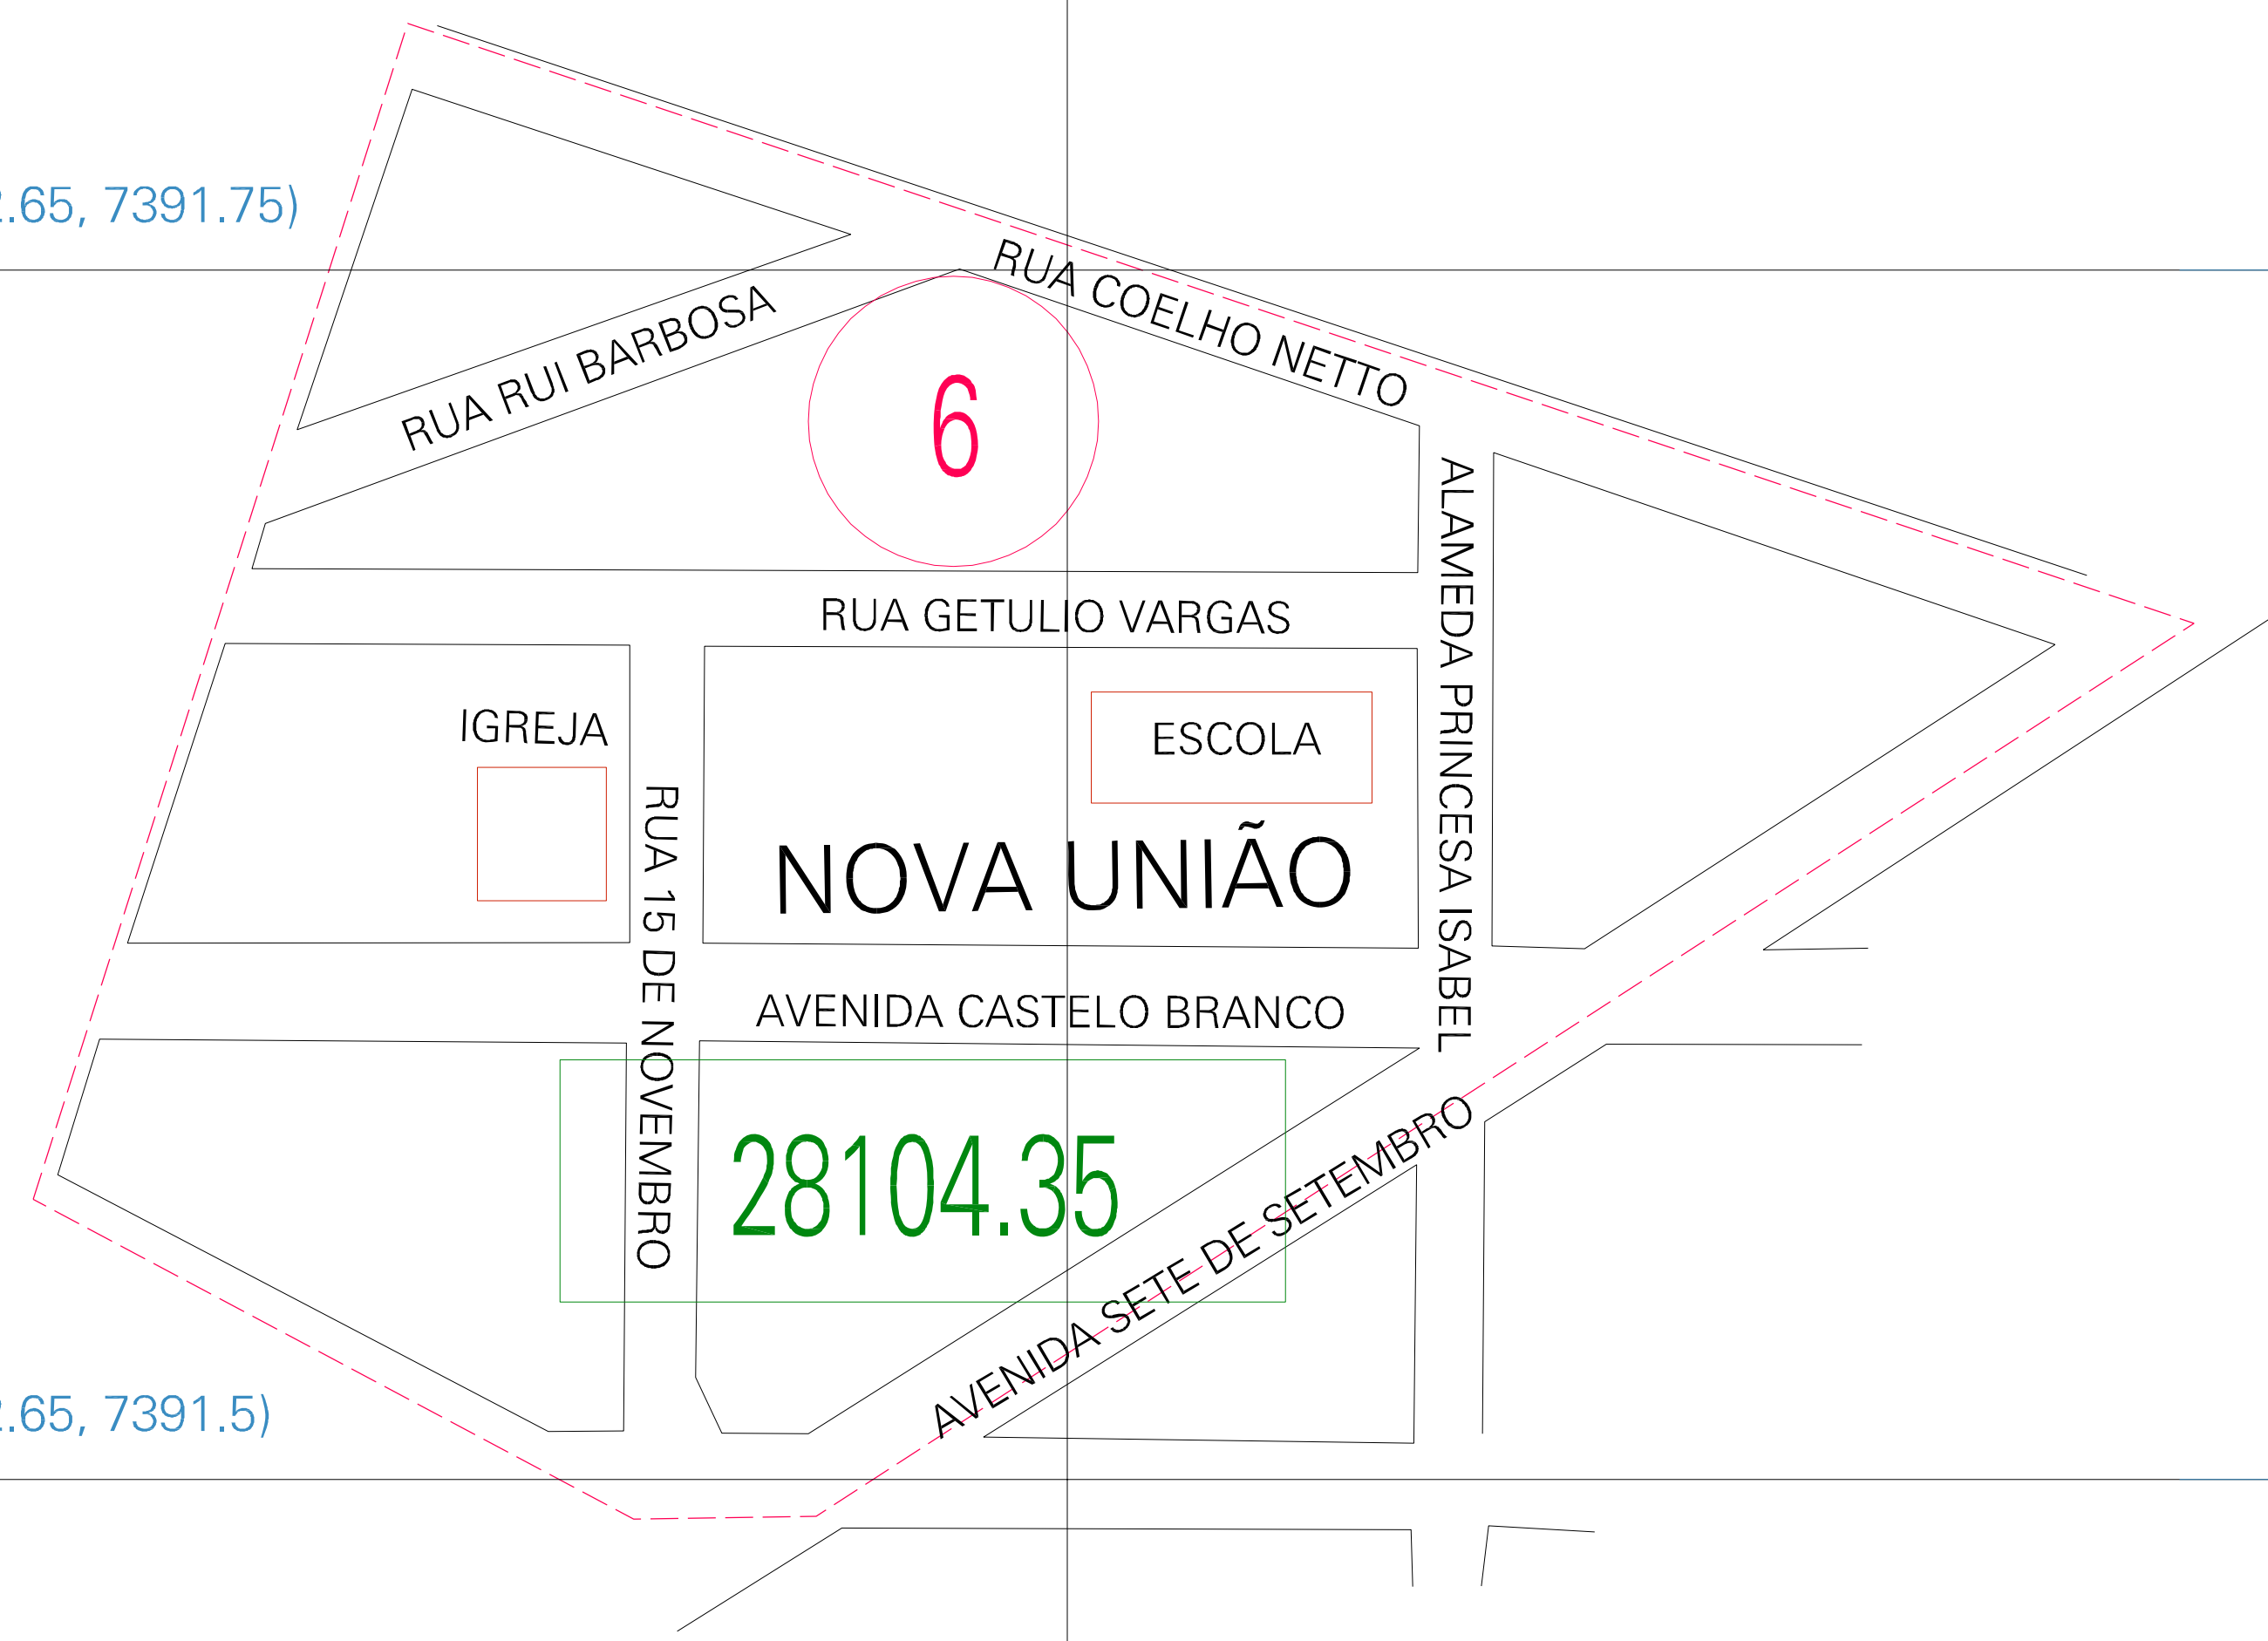 .65, 7391.75)
RUA COELHO NETTO
RUA RUI BARBOSA
6
ALAMEDA PRINCESA ISABEL
RUA GETULIO VARGAS
IGREJA
ESCOLA
RUA 15 DE NOVEMBRO
NOVA UNIÃO
AVENIDA CASTELO BRANCO
28104.35
AVENIDA SETE DE SETEMBRO
.65, 7391.5)